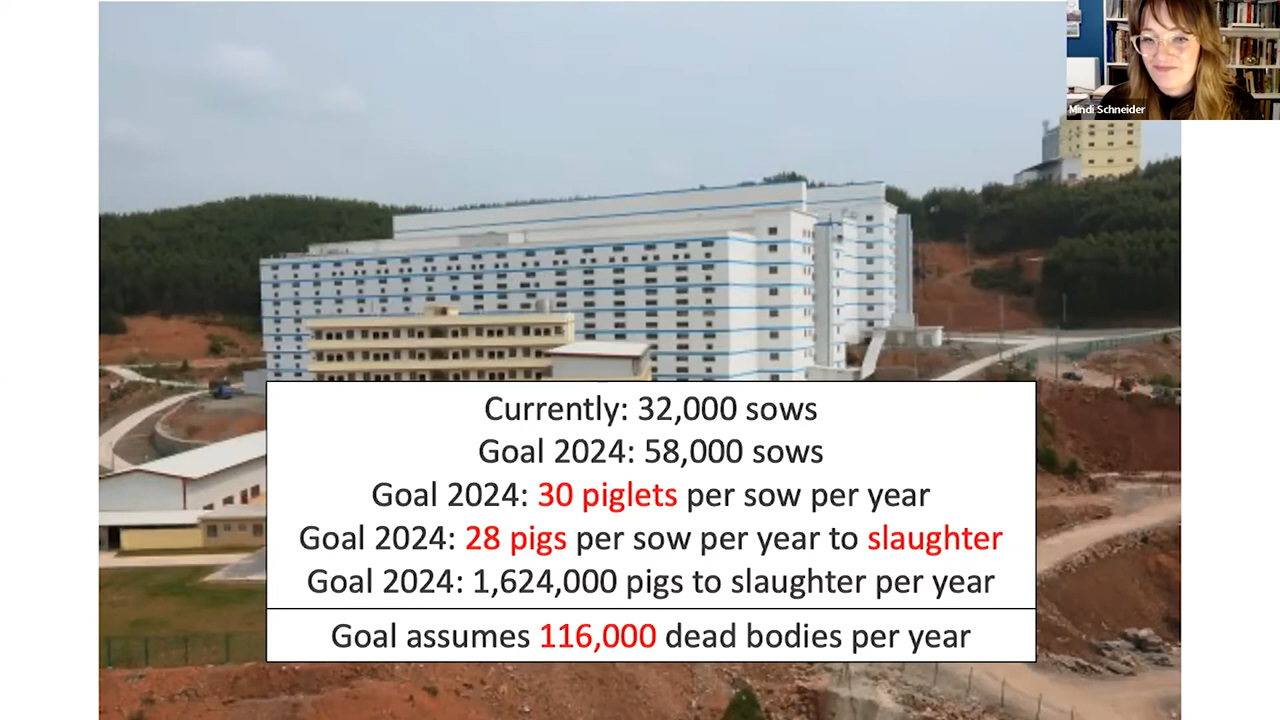 Mindi Schneider
Currently: 32,000 sows
Goal 2024: 58,000 sows
Goal 2024: 30 piglets per sow per year
Goal 2024: 28 pigs per sow per year to slaughter
Goal 2024: 1,624,000 pigs to slaughter per year
Goal assumes 116,000 dead bodies per year